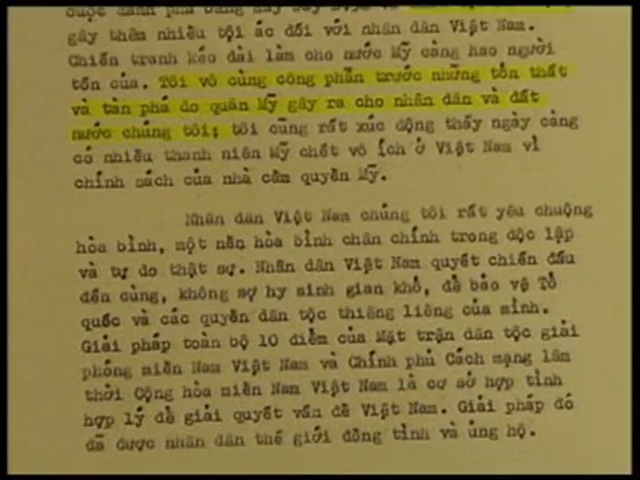 cuộc đánh phá bằng máy bay
gây thêm nhiều tội ác đối với nhân dân Việt Nam.
Chiến tranh kéo dài làm cho nước Mỹ càng hao người
tốn của. Tôi vô cùng công phẫn trước những tổn thất
và tàn phá do quân Mỹ gây ra cho nhân dân và đất
nước chúng tôi; tôi cũng rất xúc động thấy ngày càng
có nhiều thanh niên Mỹ chết vô ích ở Việt Nam vì
chính sách của nhà cầm quyền Mỹ.
Nhân dân Việt Nam chúng tôi rất yêu chuộng
hòa bình, một nền hòa bình chân chính trong độc lập
và tự do thật sự. Nhân dân Việt Nam quyết chiến đấu
đến cùng, không sợ hy sinh gian khổ, để bảo vệ Tổ
quốc và các quyền dân tộc thiêng liêng của mình.
Giải pháp toàn bộ 10 điểm của Mặt trận dân tộc giải
phóng miền Nam Việt Nam và Chính phủ Cách mạng lâm
thời Cộng hòa miền Nam Việt Nam là cơ sở hợp tình
hợp lý để giải quyết vấn đề Việt Nam. Giải pháp đó
đã được nhân dân thế giới đồng tình và ủng hộ.